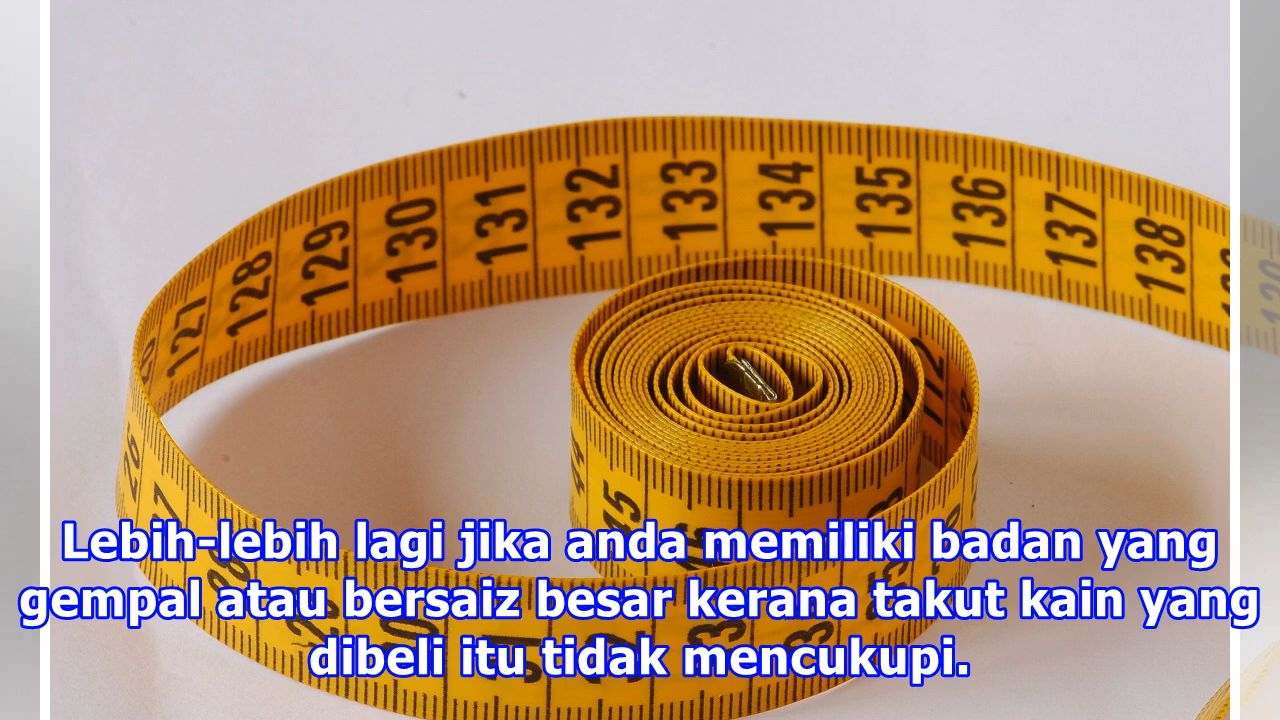 127 128 129 130 131 132 133 134 135 136 137 138
Lebih-lebih lagi jika anda memiliki badan yang
gempal atau bersaiz besar kerana takut kain yang
dibeli itu tidak mencukupi.